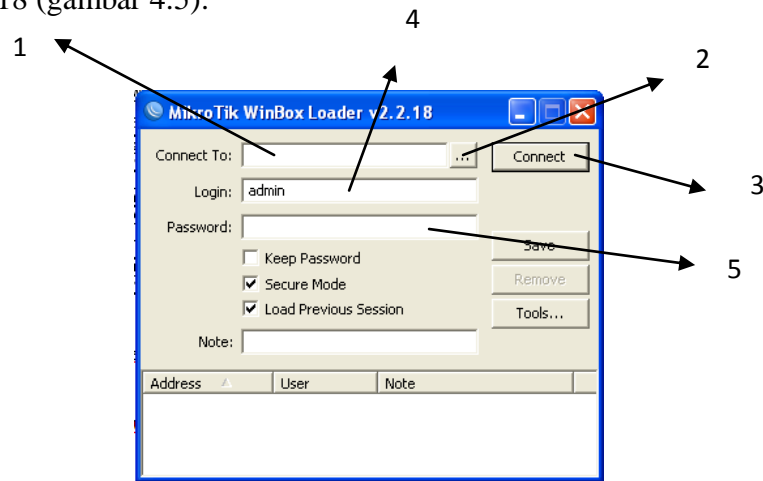 18 (gambar 4.5).
4
1
2
MikroTik WinBox Loader v2.2.18
Connect To: ... Connect
3
Login: admin
Password:
Save
5
Keep Password
Remove
Secure Mode
Load Previous Session
Tools...
Note:
Address User Note